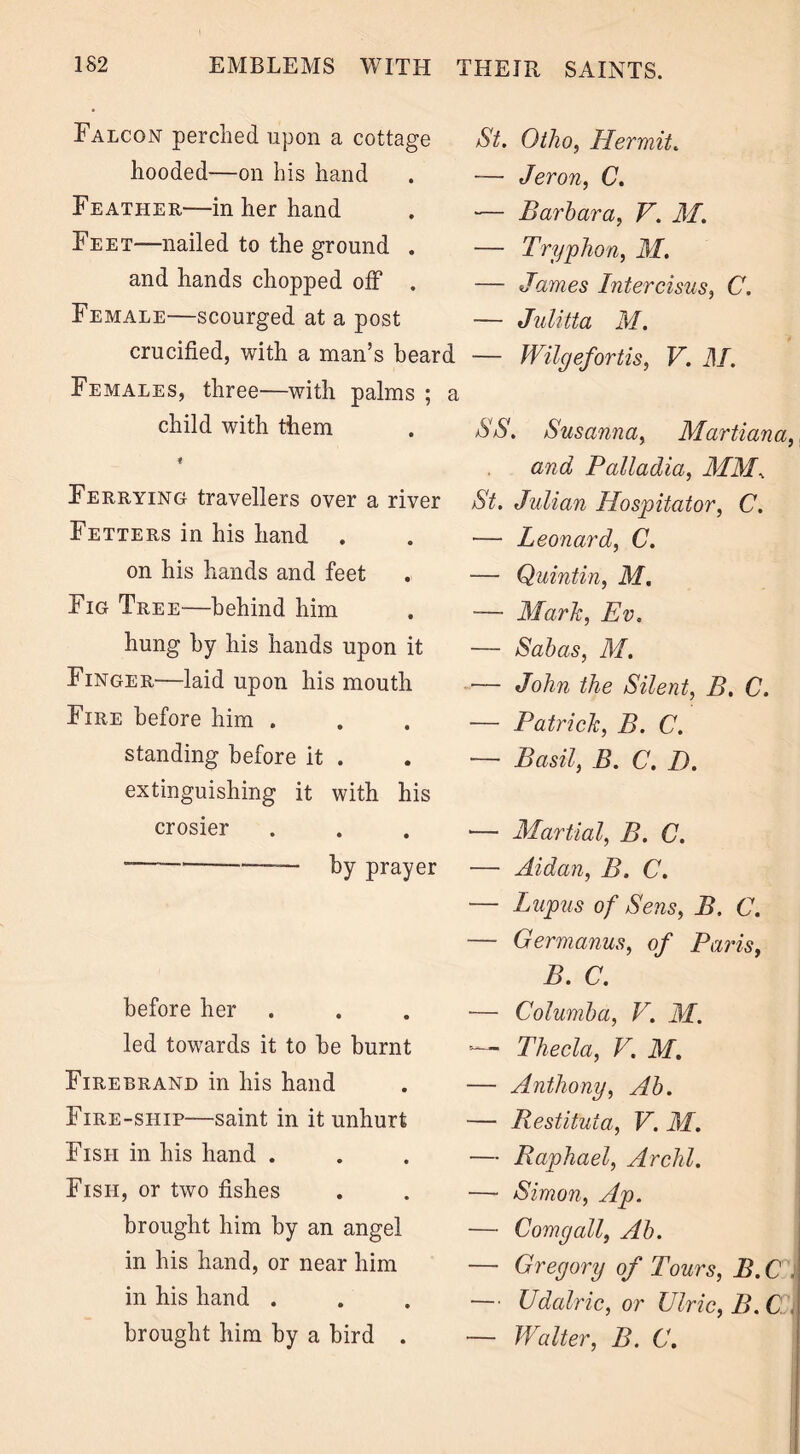 182 EMBLEMS WITH THEIR SAINTS.
Falcon perched upon a cottage St. Otho, Hermit.
hooded—on his hand . — Jeron, C.
Feather—in her hand . — Barbara, V. M.
Feet—nailed to the ground . — Tryphon, M.
and hands chopped off . — James Intercisus, C.
Female—scourged at a post — Julitta M.
crucified, with a man's beard — Wilgefortis, V. M.
Females, three—with palms ; a
child with them . SS. Susanna, Martiana,
and Palladia, MM.
Ferrying travellers over a river St. Julian Hospitator, C.
Fetters in his hand . . — Leonard, C.
on his hands and feet . — Quintin, M.
Fig Tree—behind him . — Mark, Ev.
hung by his hands upon it — Sabas, M.
Finger—laid upon his mouth — John the Silent, B. C.
Fire before him . . . — Patrick, B. C.
standing before it . . — Basil, B. C. D.
extinguishing it with his
crosier . . . — Martial, B. C.
——— by prayer — Aidan, B. C.
— Lupus of Sens, B. C.
— Germanus, of Paris,
B. C.
before her . . . — Columba, V. M.
led towards it to be burnt — Thecla, V. M.
Firebrand in his hand . — Anthony, Ab.
Fire-ship—saint in it unhurt — Restituta, V. M.
Fish in his hand . . . — Raphael, Archl.
Fish, or two fishes . . — Simon, Ap.
brought him by an angel — Comgall, Ab.
in his hand, or near him — Gregory of Tours, B. C.
in his hand . . . — Udalric, or Ulric, B. C.
brought him by a bird . — Walter, B. C.